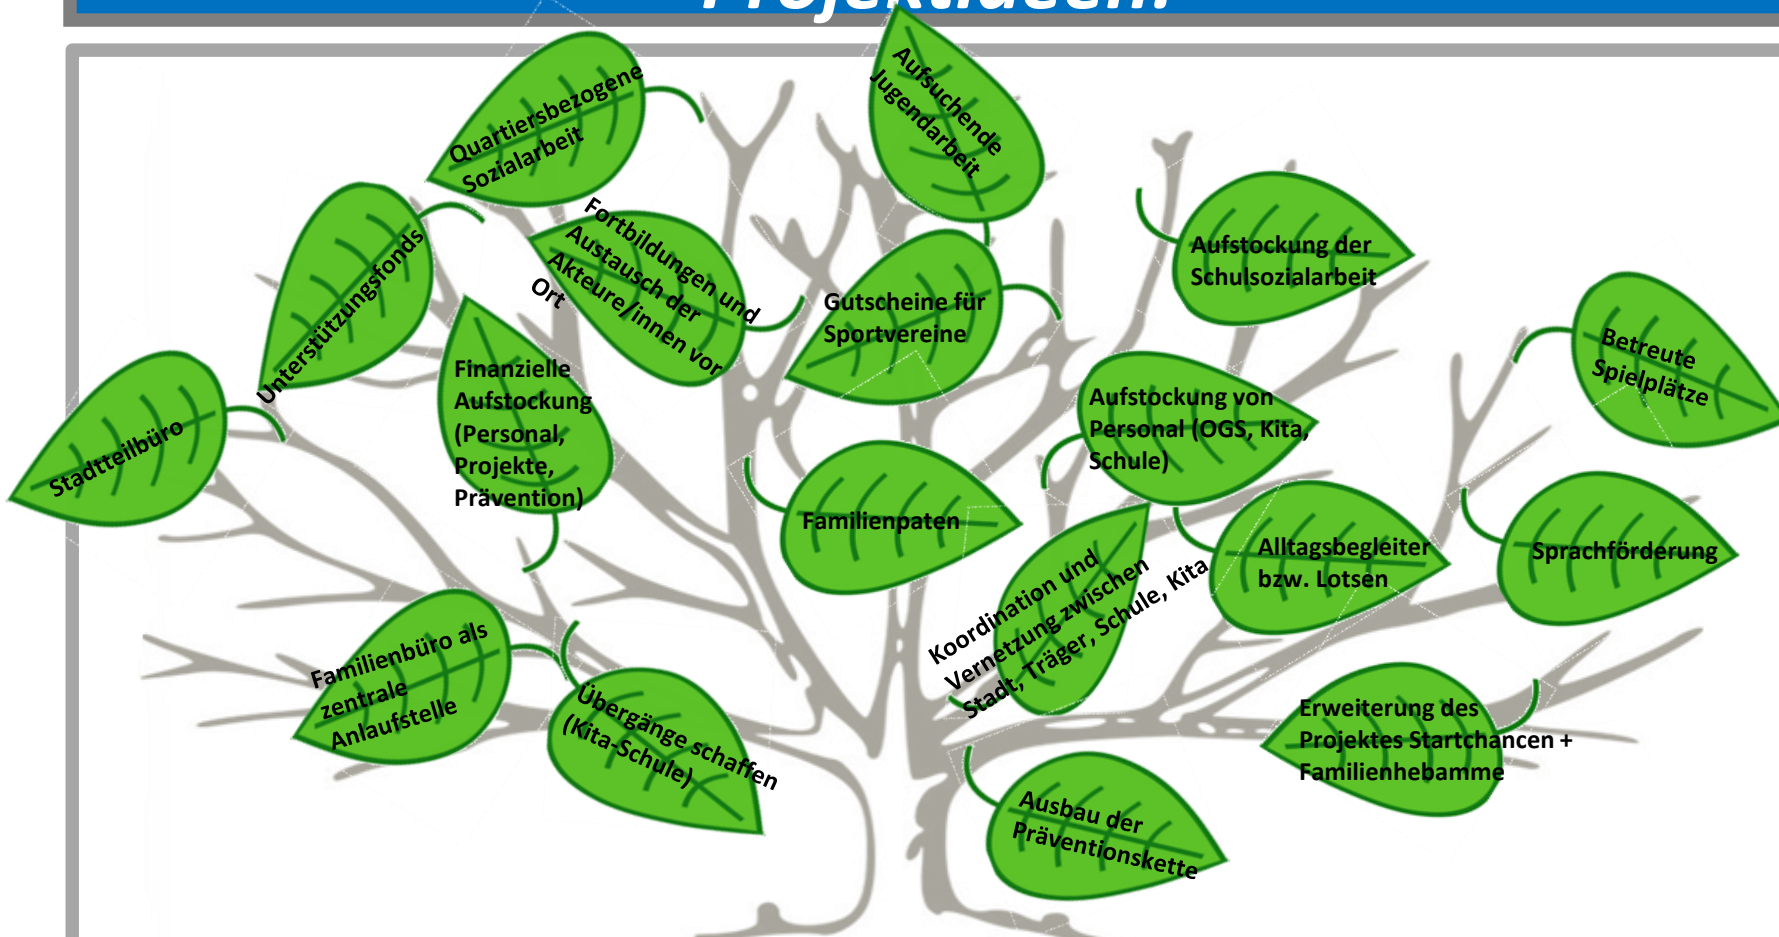 Projektideen:
Quartiersbezogene
Sozialarbeit
Aufsuchende
Jugendarbeit
Unterstützungsfonds
Fortbildungen und
Austausch der
Akteure/innen vor
Ort
Gutscheine für
Sportvereine
Aufstockung der
Schulsozialarbeit
Betreute
Spielplätze
Stadtteilbüro
Finanzielle
Aufstockung
(Personal,
Projekte,
Prävention)
Aufstockung von
Personal (OGS, Kita,
Schule)
Familienpaten
Koordination und
Vernetzung zwischen
Stadt, Träger, Schule, Kita
Alltagsbegleiter
bzw. Lotsen
Sprachförderung
Familienbüro als
zentrale
Anlaufstelle
Übergänge schaffen
(Kita-Schule)
Erweiterung des
Projektes Startchancen +
Familienhebamme
Ausbau der
Präventionskette